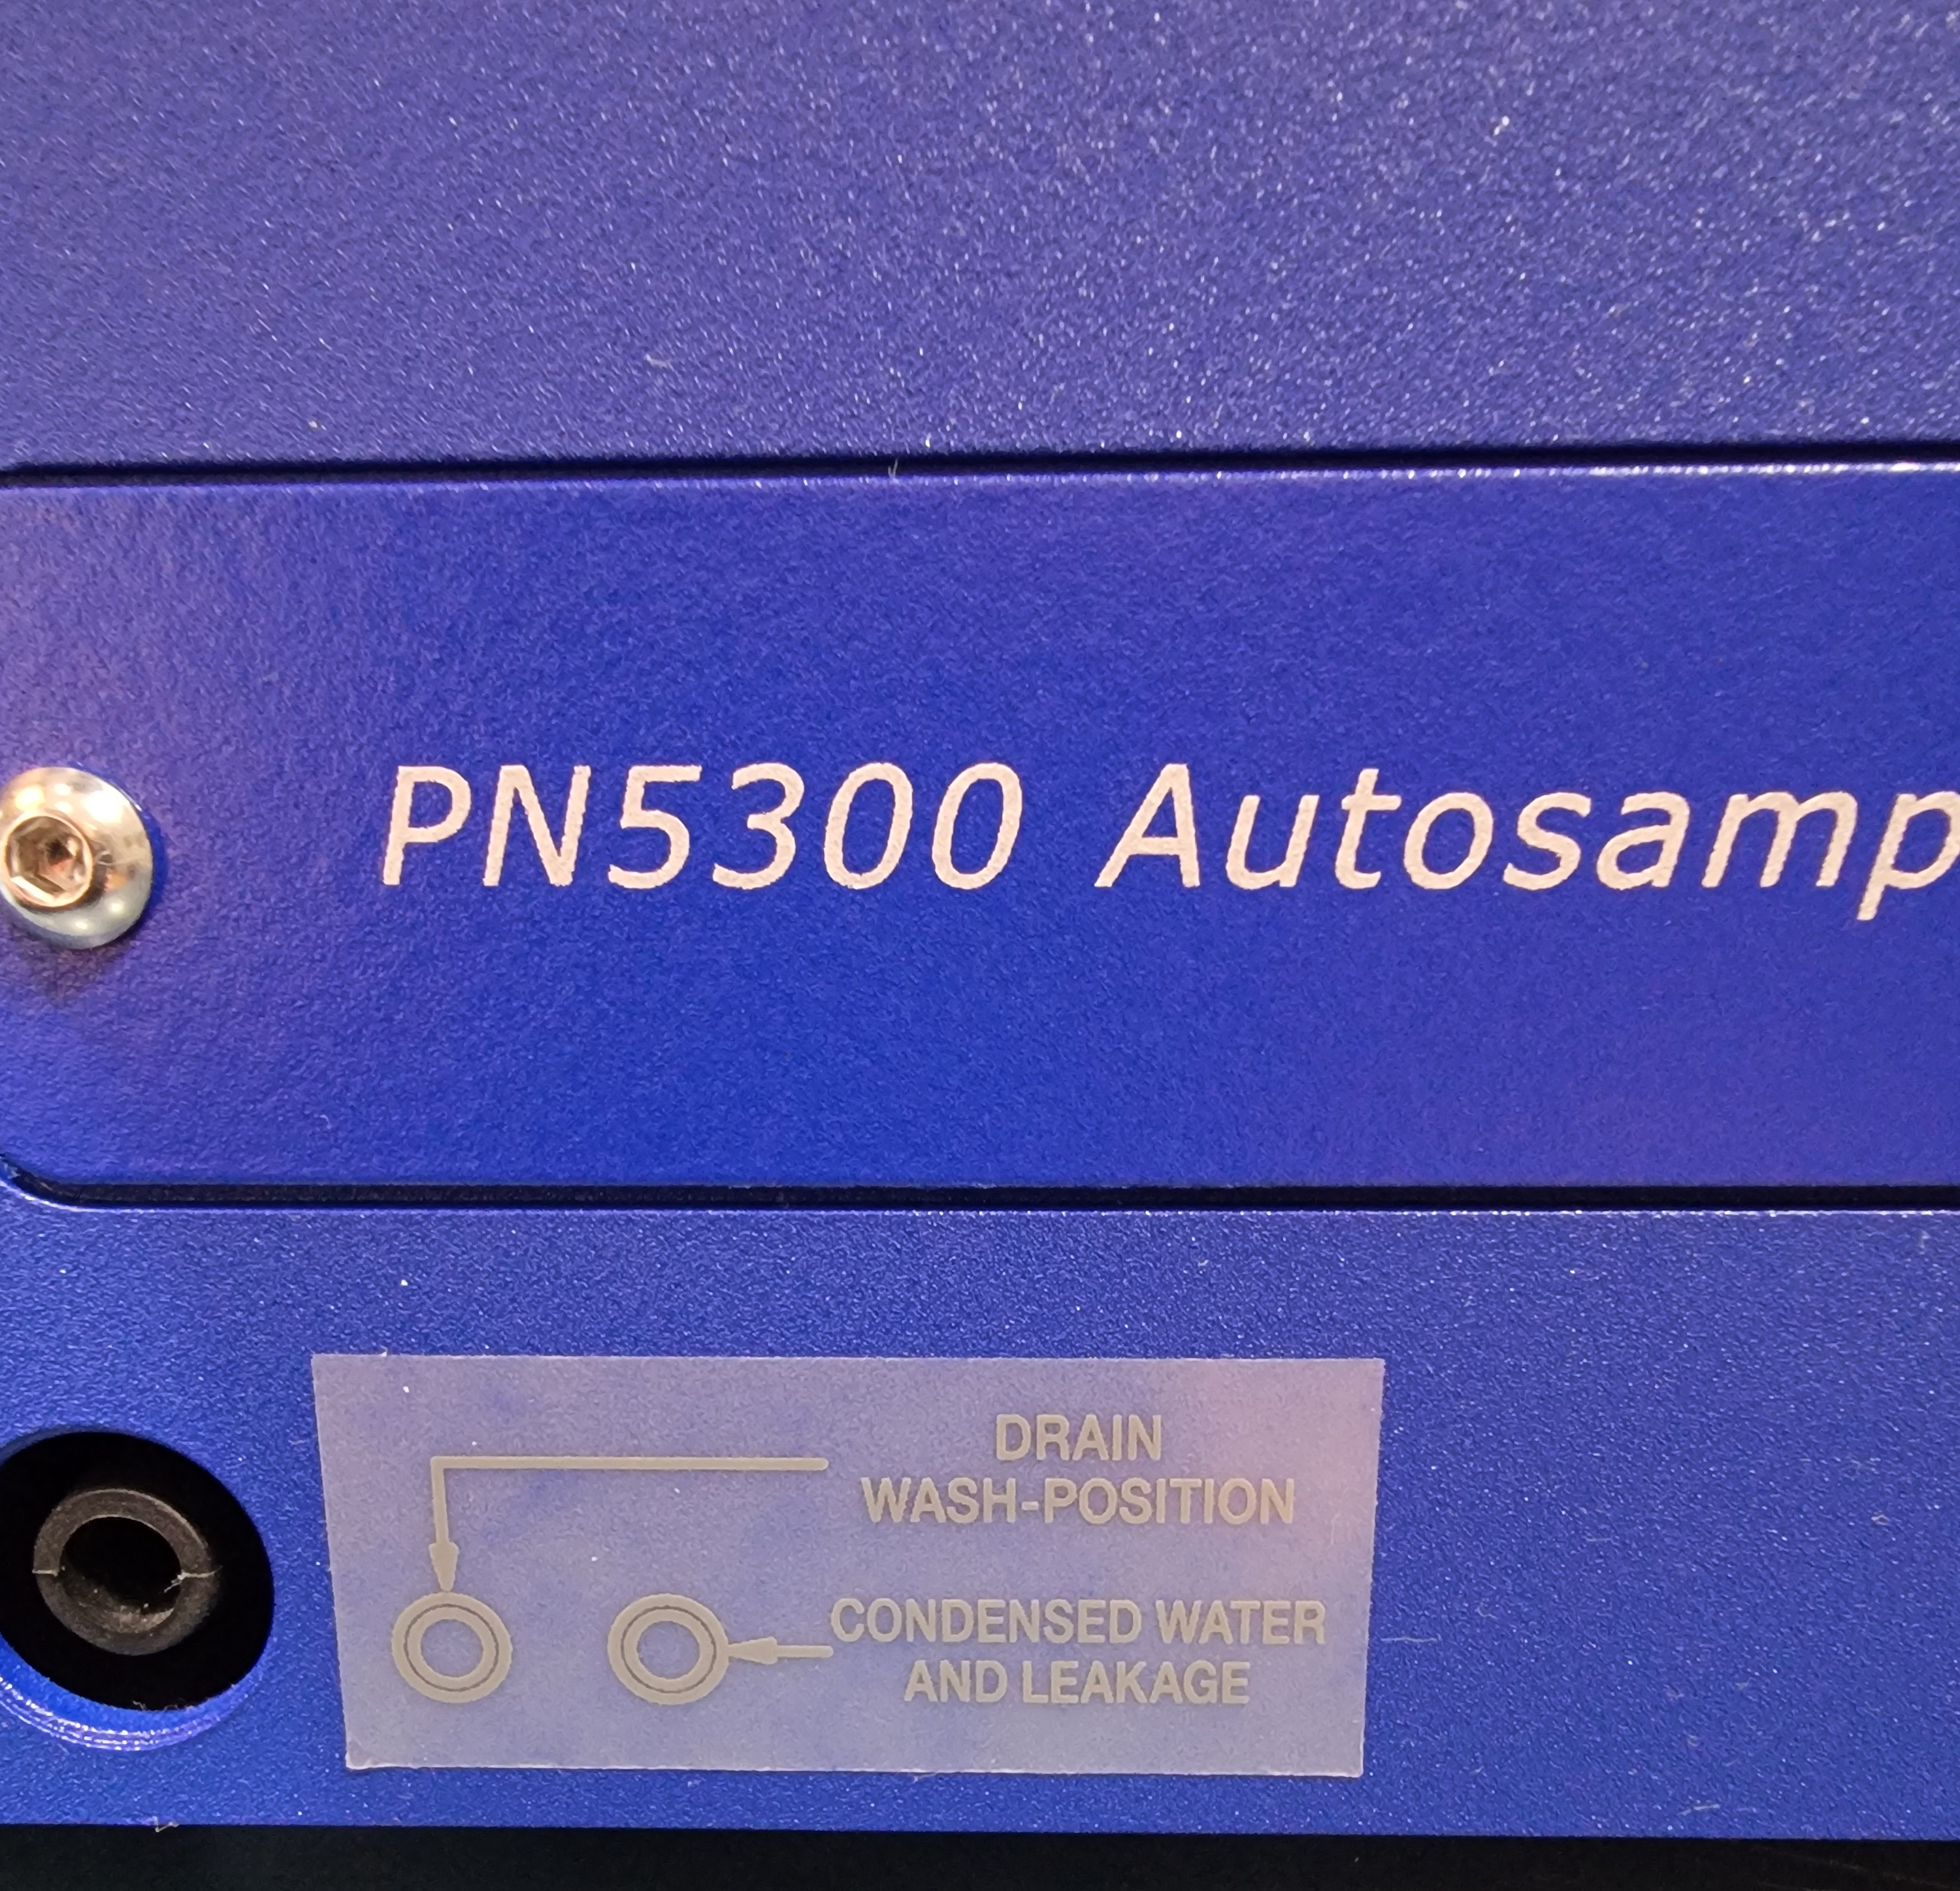 PN5300 Autosamp
DRAIN
WASH-POSITION
CONDENSED WATER
AND LEAKAGE